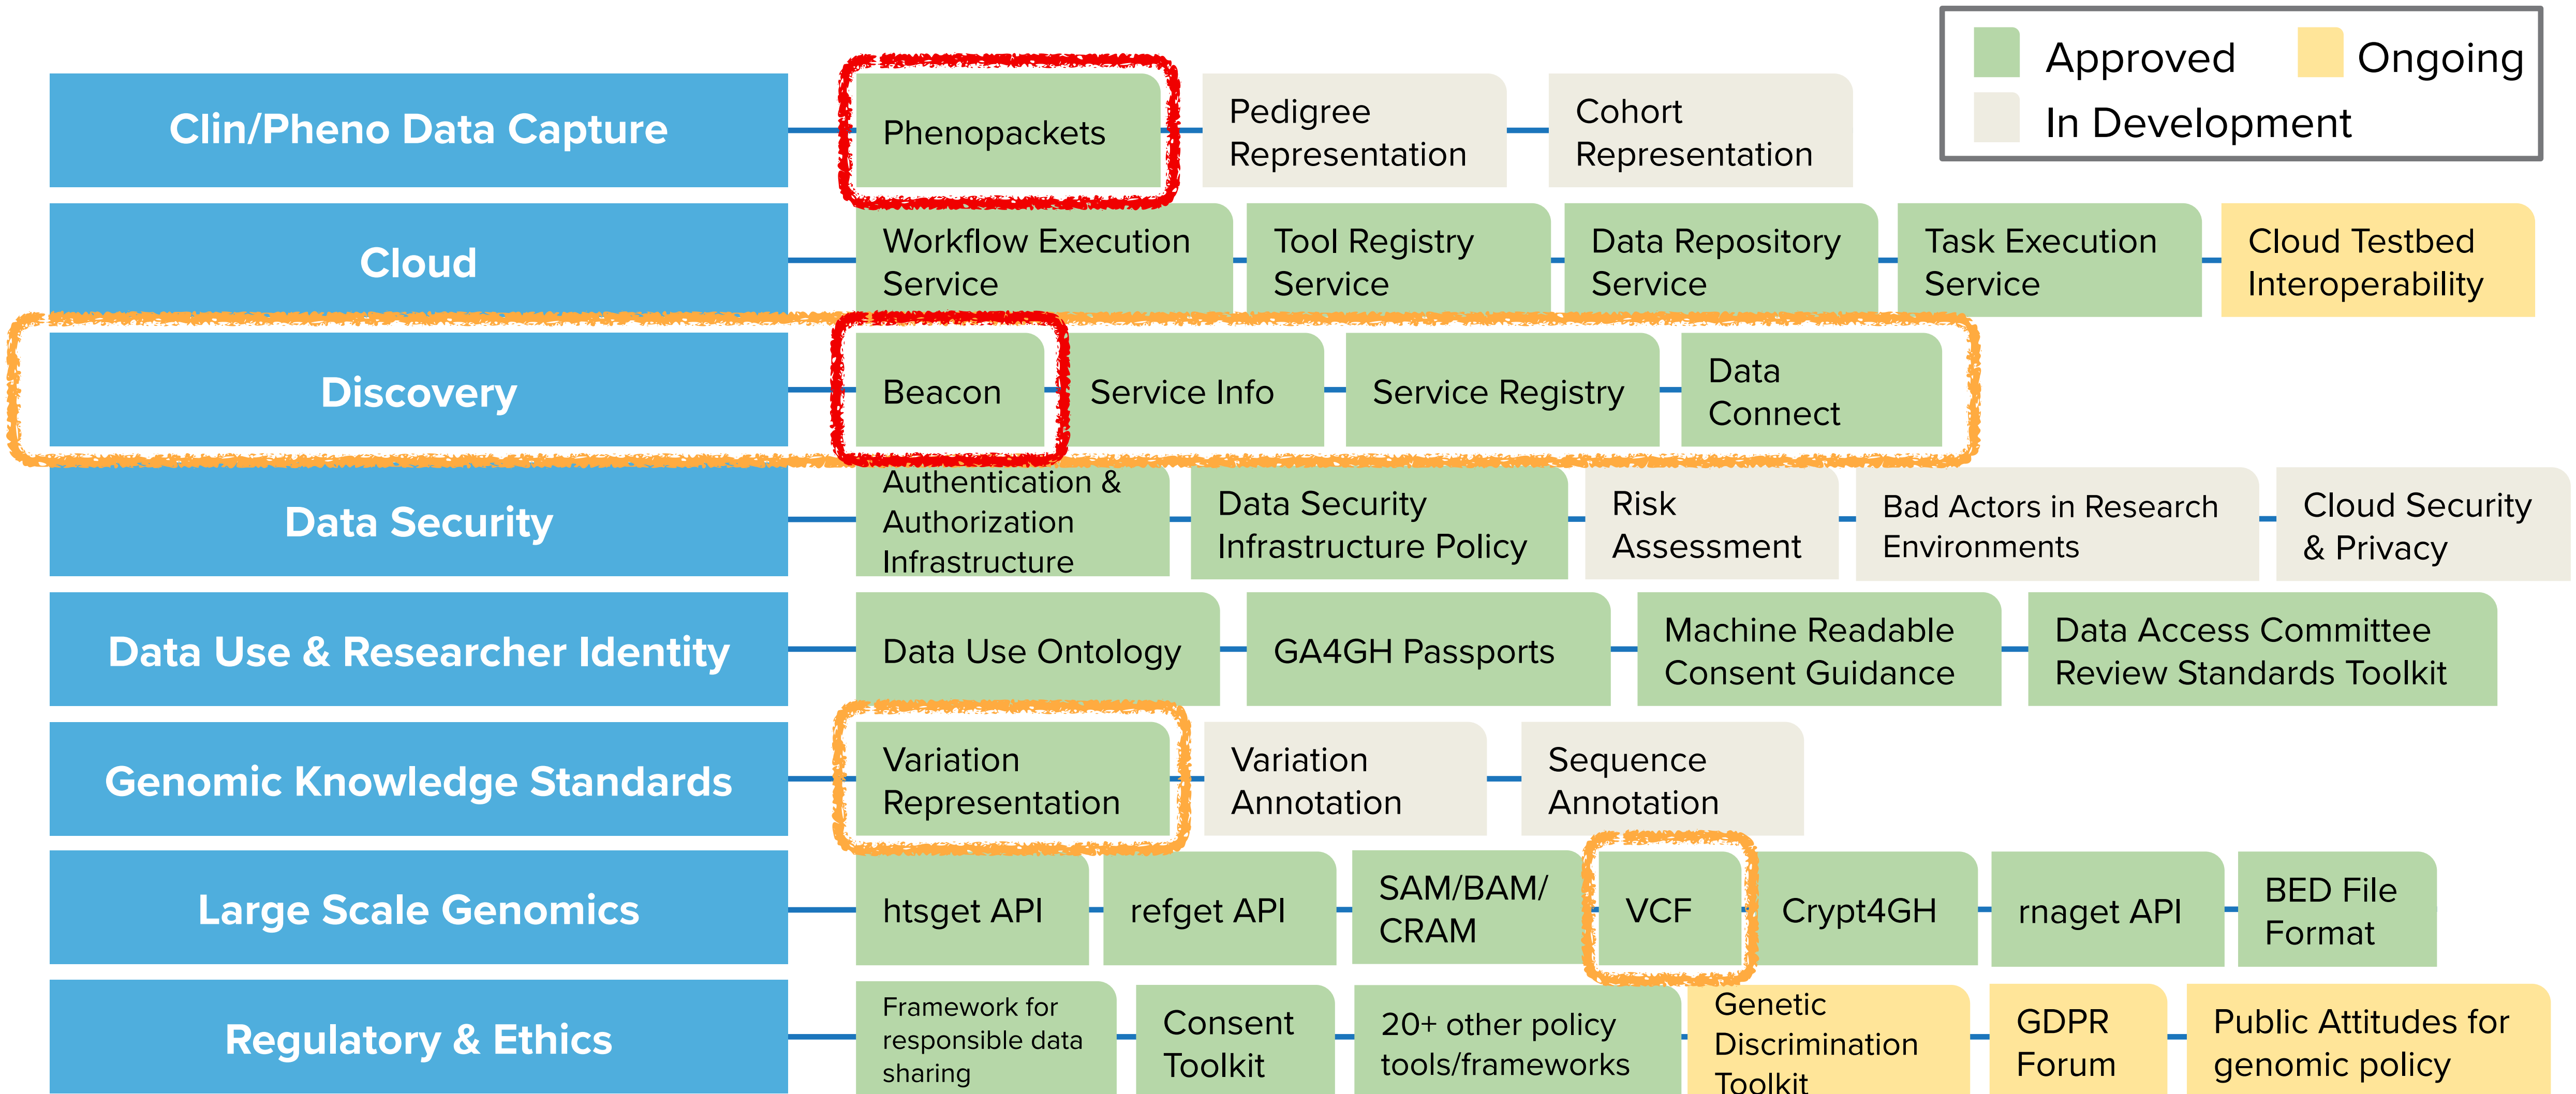 Approved
Ongoing
In Development
Clin/Pheno Data Capture
Phenopackets
Pedigree
Representation
Cohort
Representation
Cloud
Workflow Execution
Service
Tool Registry
Service
Data Repository
Service
Task Execution
Service
Cloud Testbed
Interoperability
Discovery
Beacon
Service Info
Service Registry
Data
Connect
Data Security
Authentication &
Authorization
Infrastructure
Data Security
Infrastructure Policy
Risk
Assessment
Bad Actors in Research
Environments
Cloud Security
& Privacy
Data Use & Researcher Identity
Data Use Ontology
GA4GH Passports
Machine Readable
Consent Guidance
Data Access Committee
Review Standards Toolkit
Genomic Knowledge Standards
Variation
Representation
Variation
Annotation
Sequence
Annotation
Large Scale Genomics
htsget API
refget API
SAM/BAM/
CRAM
VCF
Crypt4GH
rnaget API
BED File
Format
Regulatory & Ethics
Framework for
responsible data
sharing
Consent
Toolkit
20+ other policy
tools/frameworks
Genetic
Discrimination
Toolkit
GDPR
Forum
Public Attitudes for
genomic policy